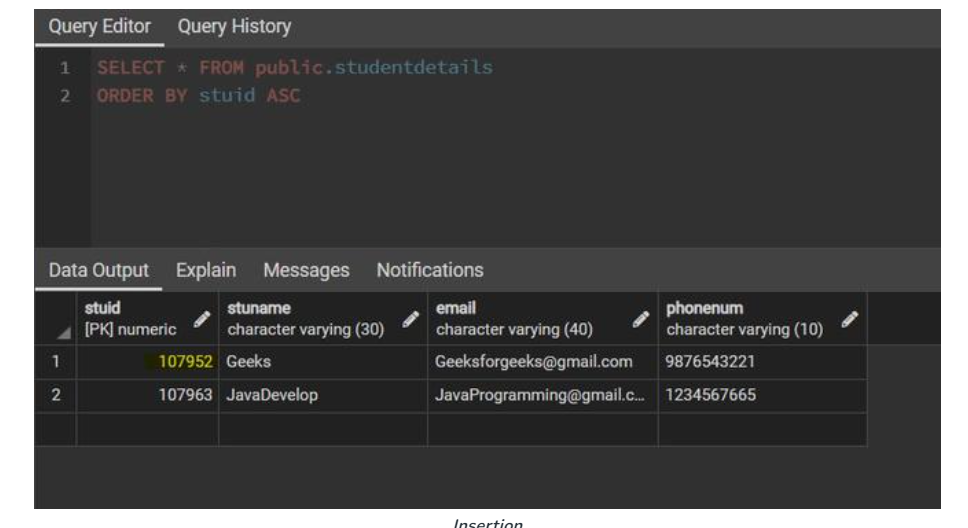 Query Editor Query History
1 SELECT * FROM public.studentdetails
2 ORDER BY stuid ASC
Data Output Explain Messages Notifications
stuid stuname email phonenum
[PK] numeric character varying (30) character varying (40) character varying (10)
1 107952 Geeks Geeksforgeeks@gmail.com 9876543221
2 107963 JavaDevelop JavaProgramming@gmail.c... 1234567665
Insertion